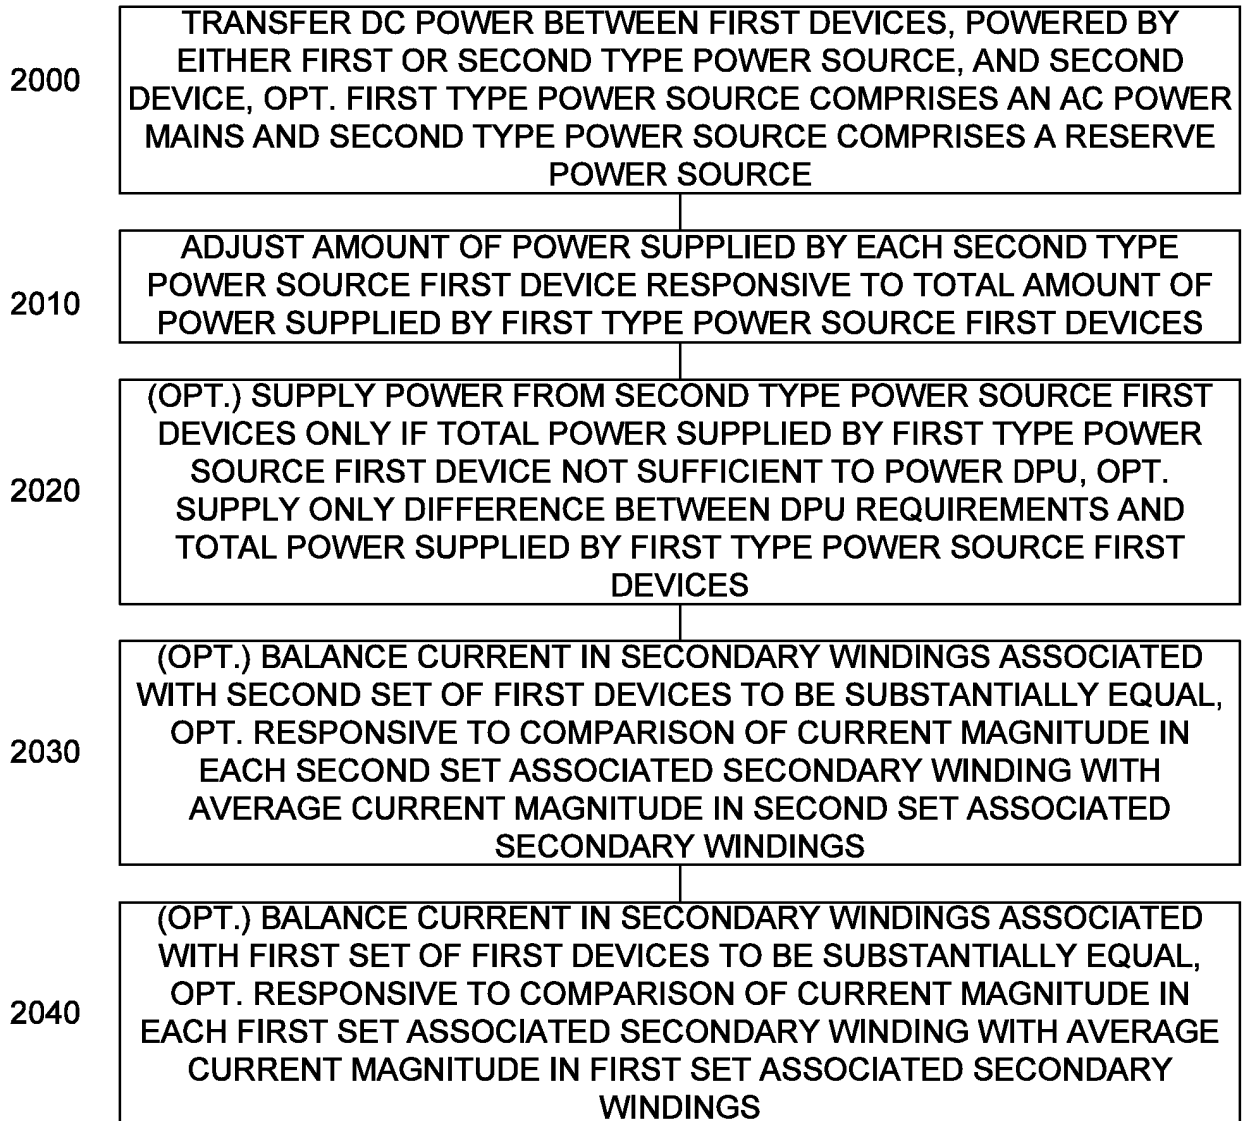 2000
TRANSFER DC POWER BETWEEN FIRST DEVICES, POWERED BY
EITHER FIRST OR SECOND TYPE POWER SOURCE, AND SECOND
DEVICE, OPT. FIRST TYPE POWER SOURCE COMPRISES AN AC POWER
MAINS AND SECOND TYPE POWER SOURCE COMPRISES A RESERVE
POWER SOURCE
2010
ADJUST AMOUNT OF POWER SUPPLIED BY EACH SECOND TYPE
POWER SOURCE FIRST DEVICE RESPONSIVE TO TOTAL AMOUNT OF
POWER SUPPLIED BY FIRST TYPE POWER SOURCE FIRST DEVICES
2020
(OPT.) SUPPLY POWER FROM SECOND TYPE POWER SOURCE FIRST
DEVICES ONLY IF TOTAL POWER SUPPLIED BY FIRST TYPE POWER
SOURCE FIRST DEVICE NOT SUFFICIENT TO POWER DPU, OPT.
SUPPLY ONLY DIFFERENCE BETWEEN DPU REQUIREMENTS AND
TOTAL POWER SUPPLIED BY FIRST TYPE POWER SOURCE FIRST
DEVICES
2030
(OPT.) BALANCE CURRENT IN SECONDARY WINDINGS ASSOCIATED
WITH SECOND SET OF FIRST DEVICES TO BE SUBSTANTIALLY EQUAL,
OPT. RESPONSIVE TO COMPARISON OF CURRENT MAGNITUDE IN
EACH SECOND SET ASSOCIATED SECONDARY WINDING WITH
AVERAGE CURRENT MAGNITUDE IN SECOND SET ASSOCIATED
SECONDARY WINDINGS
2040
(OPT.) BALANCE CURRENT IN SECONDARY WINDINGS ASSOCIATED
WITH FIRST SET OF FIRST DEVICES TO BE SUBSTANTIALLY EQUAL,
OPT. RESPONSIVE TO COMPARISON OF CURRENT MAGNITUDE IN
EACH FIRST SET ASSOCIATED SECONDARY WINDING WITH AVERAGE
CURRENT MAGNITUDE IN FIRST SET ASSOCIATED SECONDARY
WINDINGS